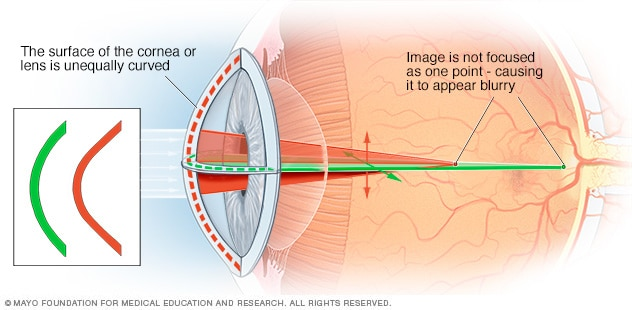 The surface of the cornea or
lens is unequally curved
Image is not focused
as one point - causing
it to appear blurry
© MAYO FOUNDATION FOR MEDICAL EDUCATION AND RESEARCH. ALL RIGHTS RESERVED.